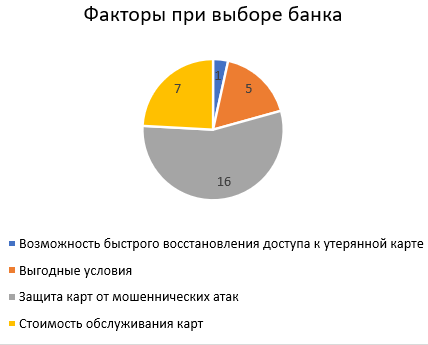 Факторы при выборе банка
1
5
7
16
Возможность быстрого восстановления доступа к утерянной карте
Выгодные условия
Защита карт от мошеннических атак
Стоимость обслуживания карт